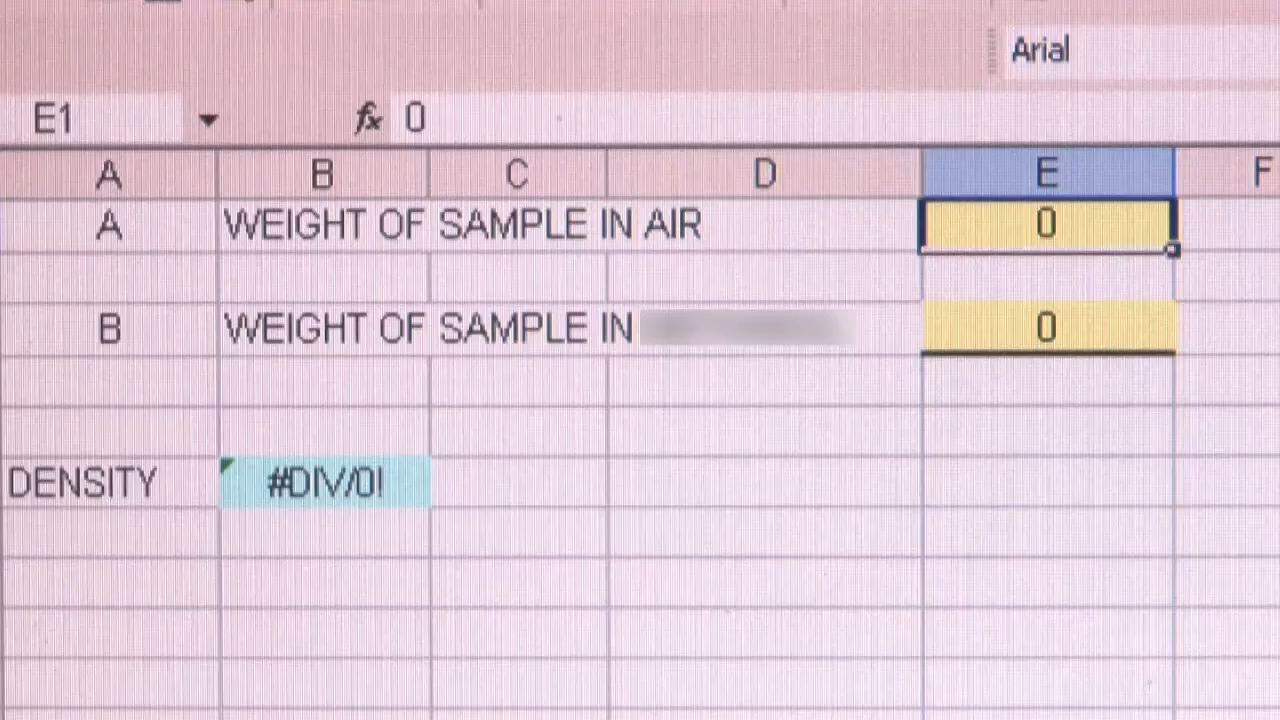 Arial
E1 fx 0
A B C D E F
A WEIGHT OF SAMPLE IN AIR 0
B WEIGHT OF SAMPLE IN 0
DENSITY #DIV/0!